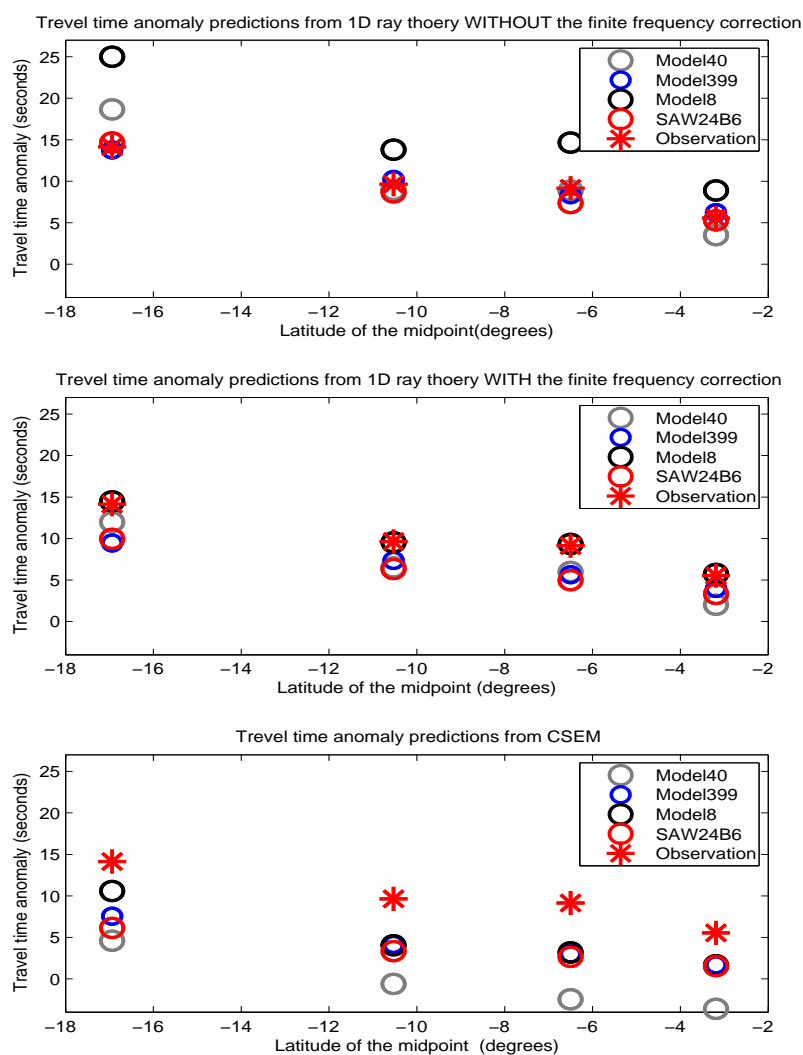 Trevel time anomaly predictions from 1D ray thoery WITHOUT the finite frequency correction
Travel time anomaly (seconds)
25
20
15
10
5
0
Model40
Model399
Model8
SAW24B6
Observation
−18 −16 −14 −12 −10 −8 −6 −4 −2
Latitude of the midpoint(degrees)
Trevel time anomaly predictions from 1D ray thoery WITH the finite frequency correction
Travel time anomaly (seconds)
25
20
15
10
5
0
Model40
Model399
Model8
SAW24B6
Observation
−18 −16 −14 −12 −10 −8 −6 −4 −2
Latitude of the midpoint (degrees)
Trevel time anomaly predictions from CSEM
Travel time anomaly (seconds)
25
20
15
10
5
0
Model40
Model399
Model8
SAW24B6
Observation
−18 −16 −14 −12 −10 −8 −6 −4 −2
Latitude of the midpoint (degrees)